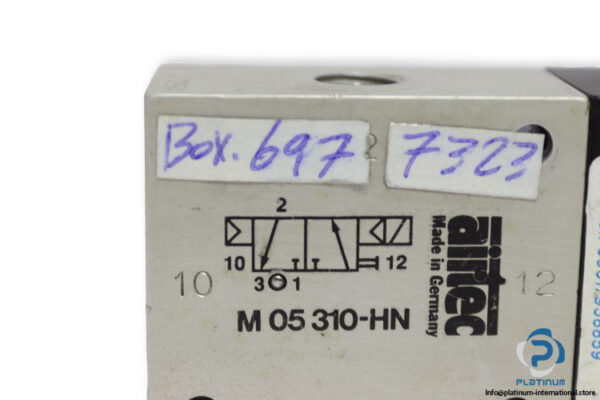 Box.697
2
7323
2
10
12
3 1
10
12
M 05 310-HN
airtec
Made in Germany
PLATINUM
info@platinum-international.store